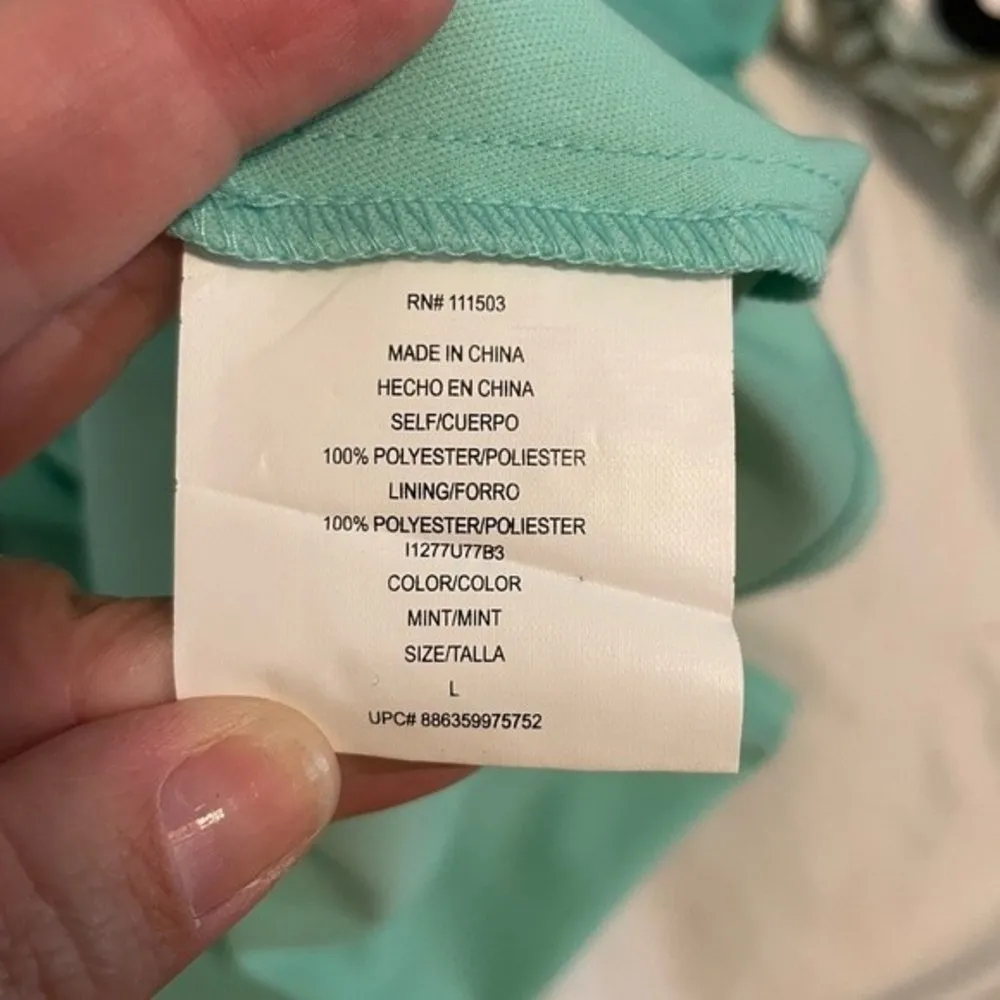 RN# 111503
MADE IN CHINA
HECHO EN CHINA
SELF/CUERPO
100% POLYESTER/POLIESTER
LINING/FORRO
100% POLYESTER/POLIESTER
I1277U77B3
COLOR/COLOR
MINT/MINT
SIZE/TALLA
L
UPC# 886359975752